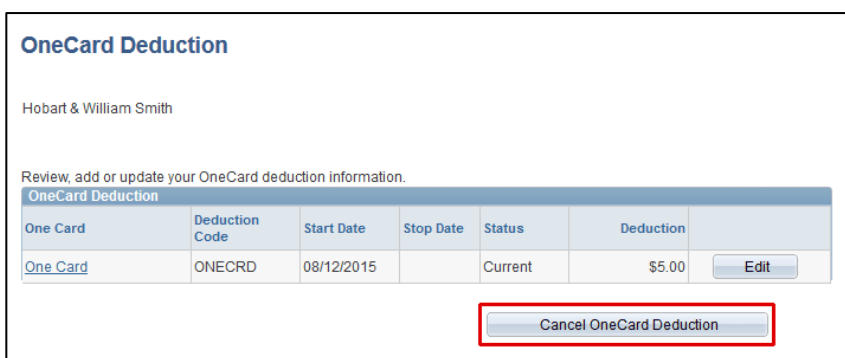 OneCard Deduction
Hobart & William Smith
Review, add or update your OneCard deduction information.
OneCard Deduction
One Card Deduction Code Start Date Stop Date Status Deduction
One Card ONECRD 08/12/2015 Current $5.00 Edit
Cancel OneCard Deduction